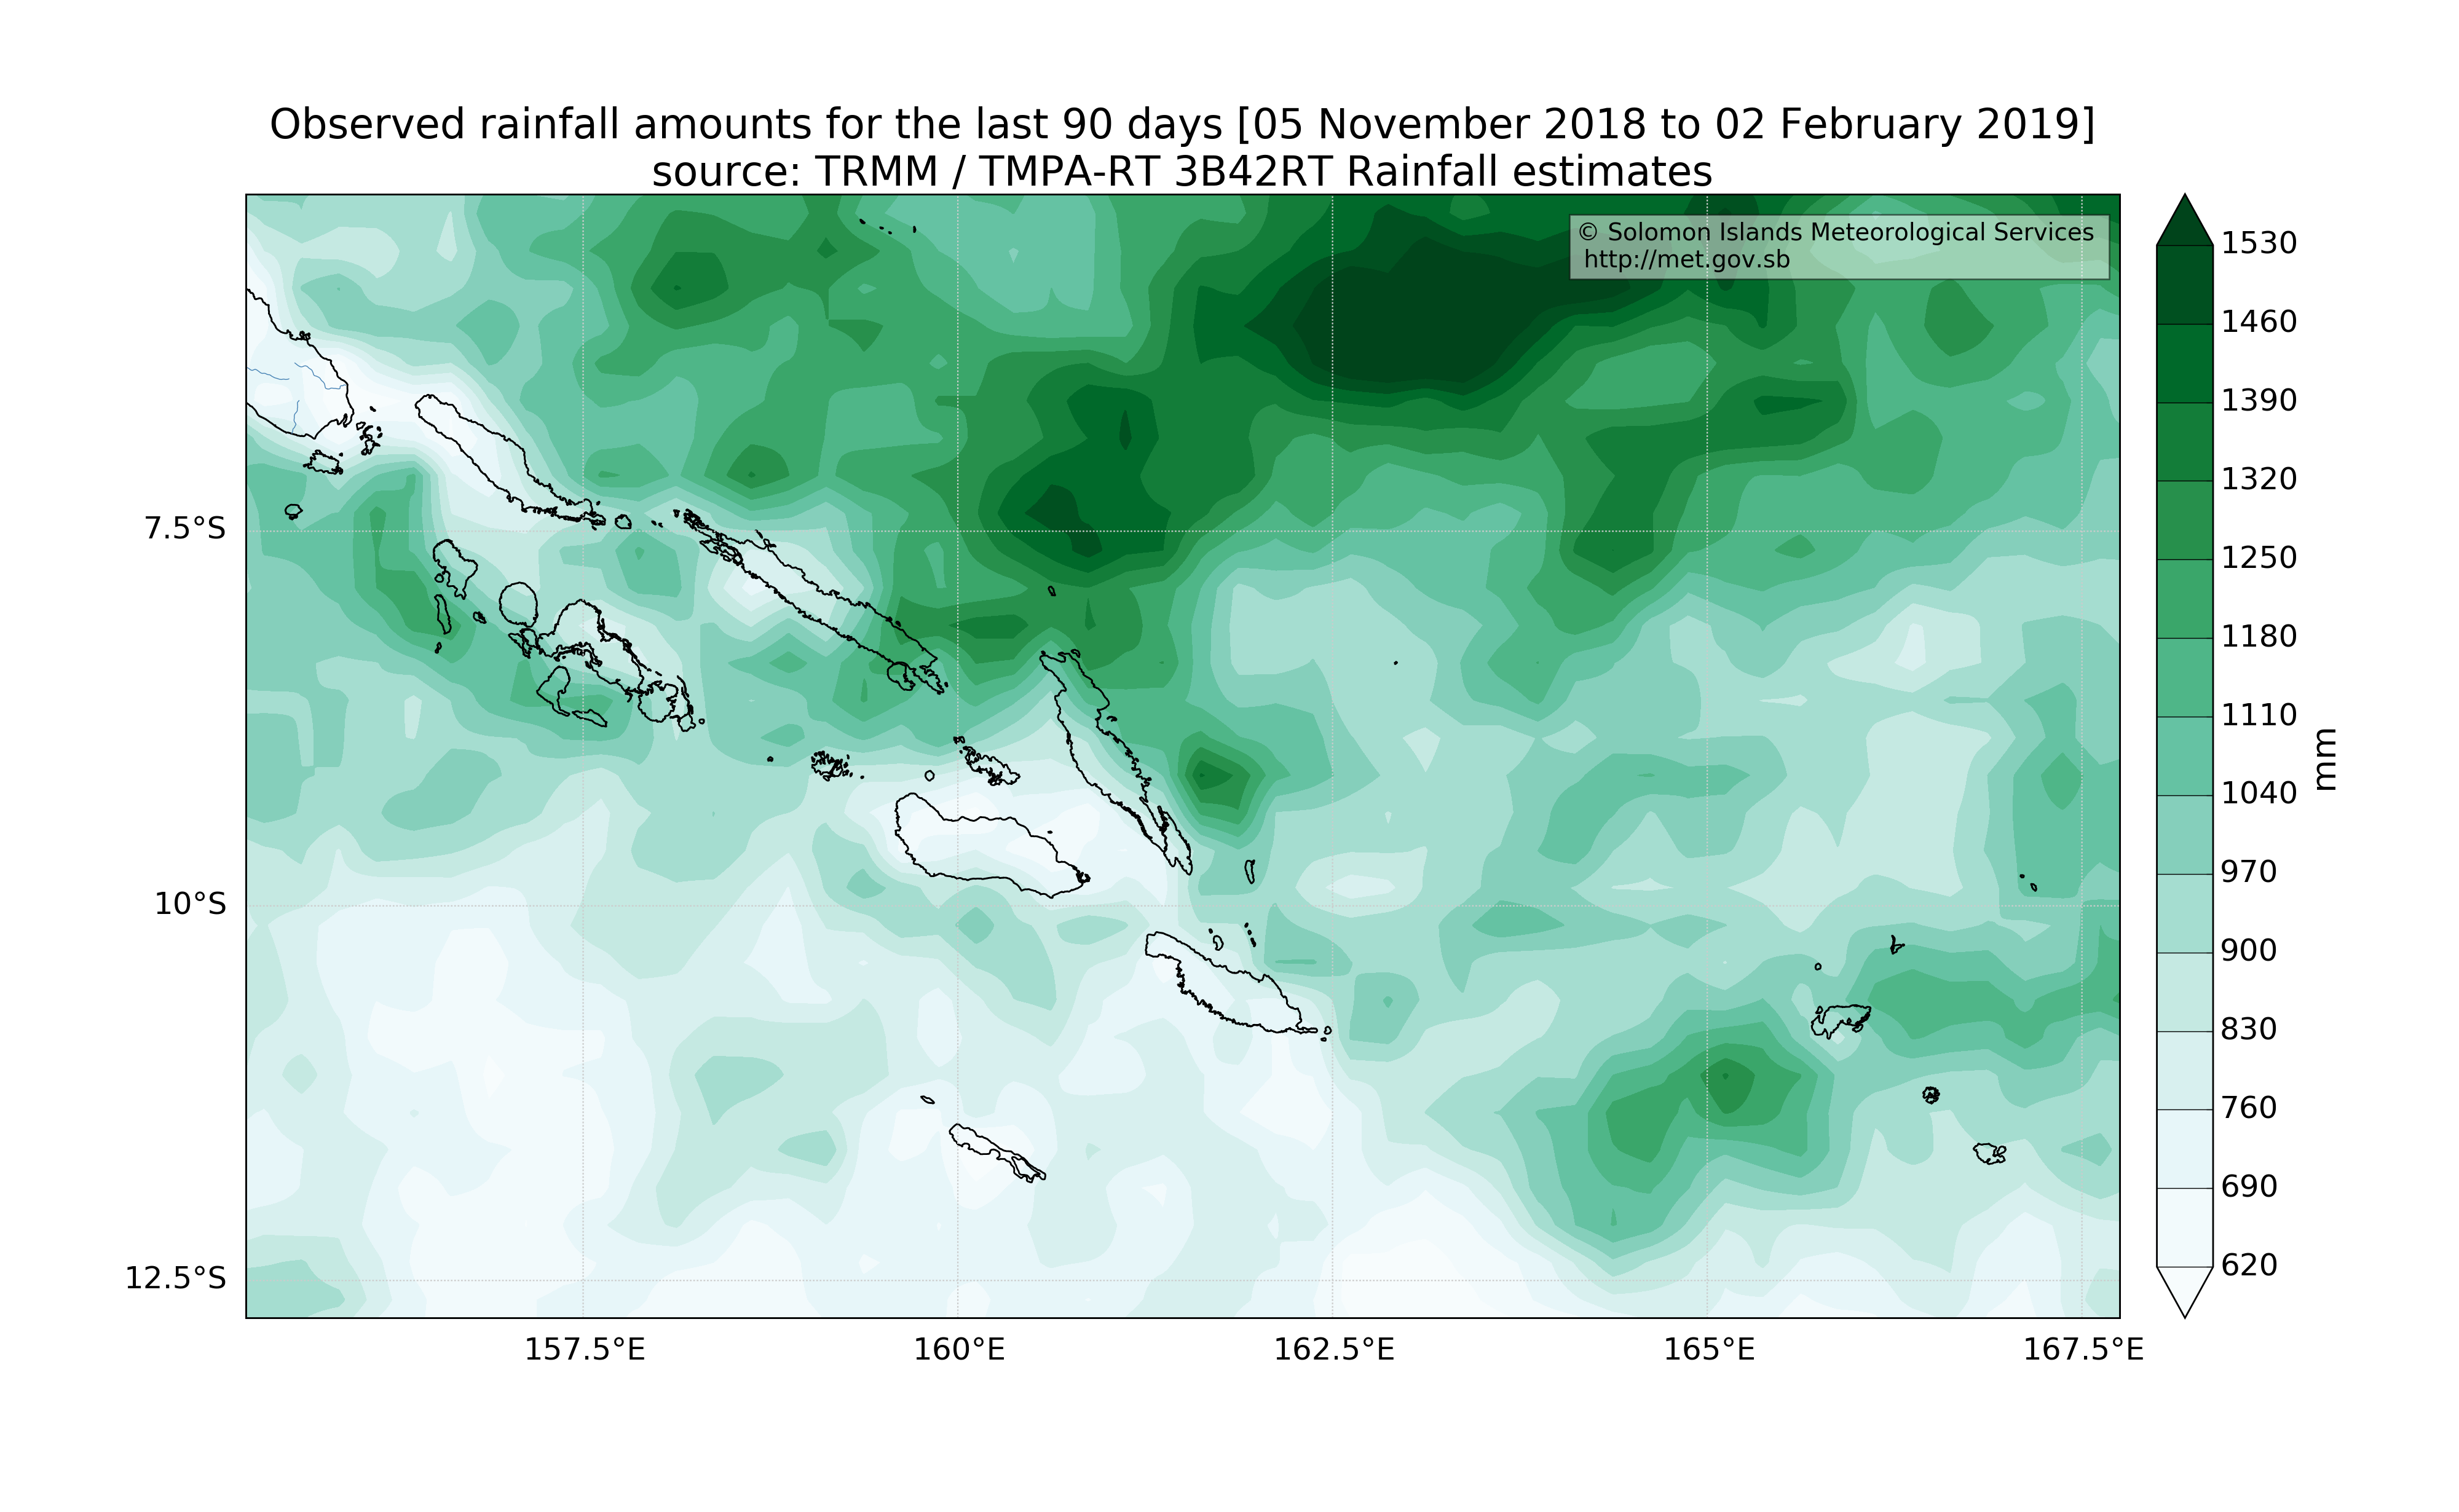 Observed rainfall amounts for the last 90 days [05 November 2018 to 02 February 2019]
source: TRMM / TMPA-RT 3B42RT Rainfall estimates
© Solomon Islands Meteorological Services
http://met.gov.sb
7.5°S
10°S
12.5°S
157.5°E
160°E
162.5°E
165°E
167.5°E
1530
1460
1390
1320
1250
1180
1110
1040
970
900
830
760
690
620
mm